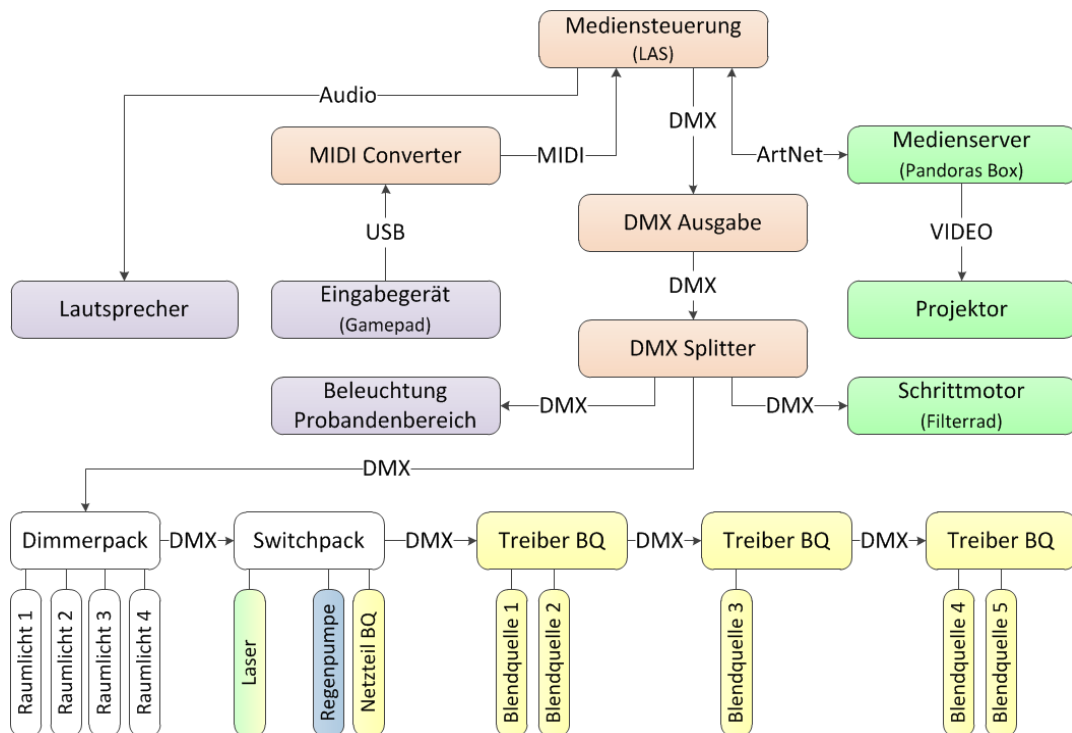 Mediensteuerung
(LAS)
Audio
DMX
MIDI Converter
MIDI
ArtNet
Medienserver
(Pandoras Box)
DMX Ausgabe
USB
VIDEO
DMX
Lautsprecher
Eingabegerät
(Gamepad)
Projektor
DMX Splitter
Beleuchtung
Probandenbereich
DMX
DMX
Schrittmotor
(Filterrad)
DMX
Dimmerpack
DMX
Switchpack
DMX
Treiber BQ
DMX
Treiber BQ
DMX
Treiber BQ
Raumlicht 1
Raumlicht 2
Raumlicht 3
Raumlicht 4
Laser
Regenpumpe
Netzteil BQ
Blendquelle 1
Blendquelle 2
Blendquelle 3
Blendquelle 4
Blendquelle 5